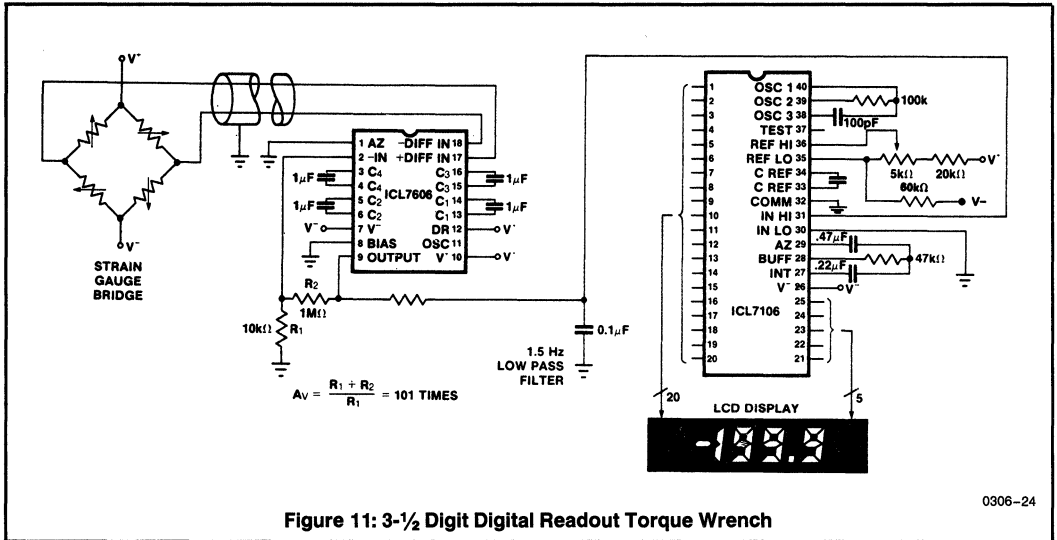 V⁺
V⁻
STRAIN
GAUGE
BRIDGE
1 AZ
2 -IN
3 C₄
4 C₄
5 C₂
6 C₂
7 V⁻
8 BIAS
9 OUTPUT
ICL7606
-DIFF IN 18
+DIFF IN 17
C₃ 16
C₃ 15
C₁ 14
C₁ 13
DR 12
OSC 11
V⁺ 10
1µF
1µF
V⁻
1µF
1µF
V⁺
V⁺
R₂
1MΩ
10kΩ R₁
0.1µF
1.5 Hz
LOW PASS
FILTER
Aᵥ = R₁ + R₂ / R₁ = 101 TIMES
1
2
3
4
5
6
7
8
9
10
11
12
13
14
15
16
17
18
19
20
ICL7106
OSC 1 40
OSC 2 39
OSC 3 38
TEST 37
REF HI 36
REF LO 35
C REF 34
C REF 33
COMM 32
IN HI 31
IN LO 30
AZ 29
BUFF 28
INT 27
V⁻ 26
25
24
23
22
21
100k
100pF
5kΩ
20kΩ
V⁺
60kΩ
V–
.47µF
47kΩ
.22µF
V⁻
20
5
LCD DISPLAY
-199.9
0306–24
Figure 11: 3-½ Digit Digital Readout Torque Wrench